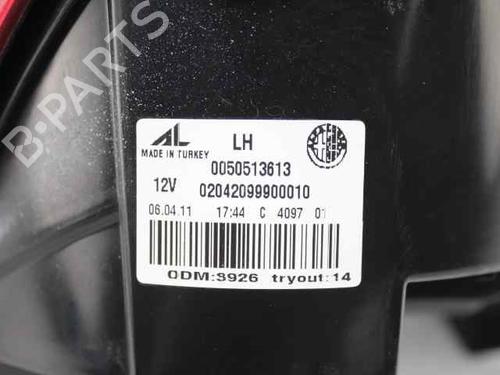 B-PARTS
AL
LH
MADE IN TURKEY
0050513613
12V 02042099900010
06.04.11 17:44 C 4097 01
ODM:3926 tryout:14